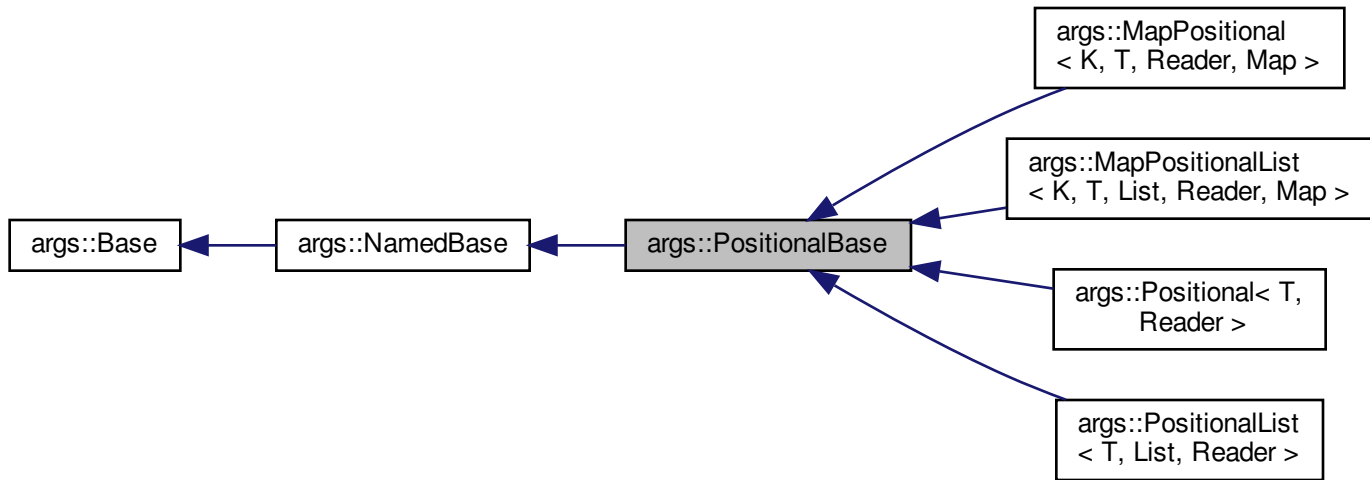 args::MapPositional
< K, T, Reader, Map >
args::MapPositionalList
< K, T, List, Reader, Map >
args::Base
args::NamedBase
args::PositionalBase
args::Positional< T,
Reader >
args::PositionalList
< T, List, Reader >